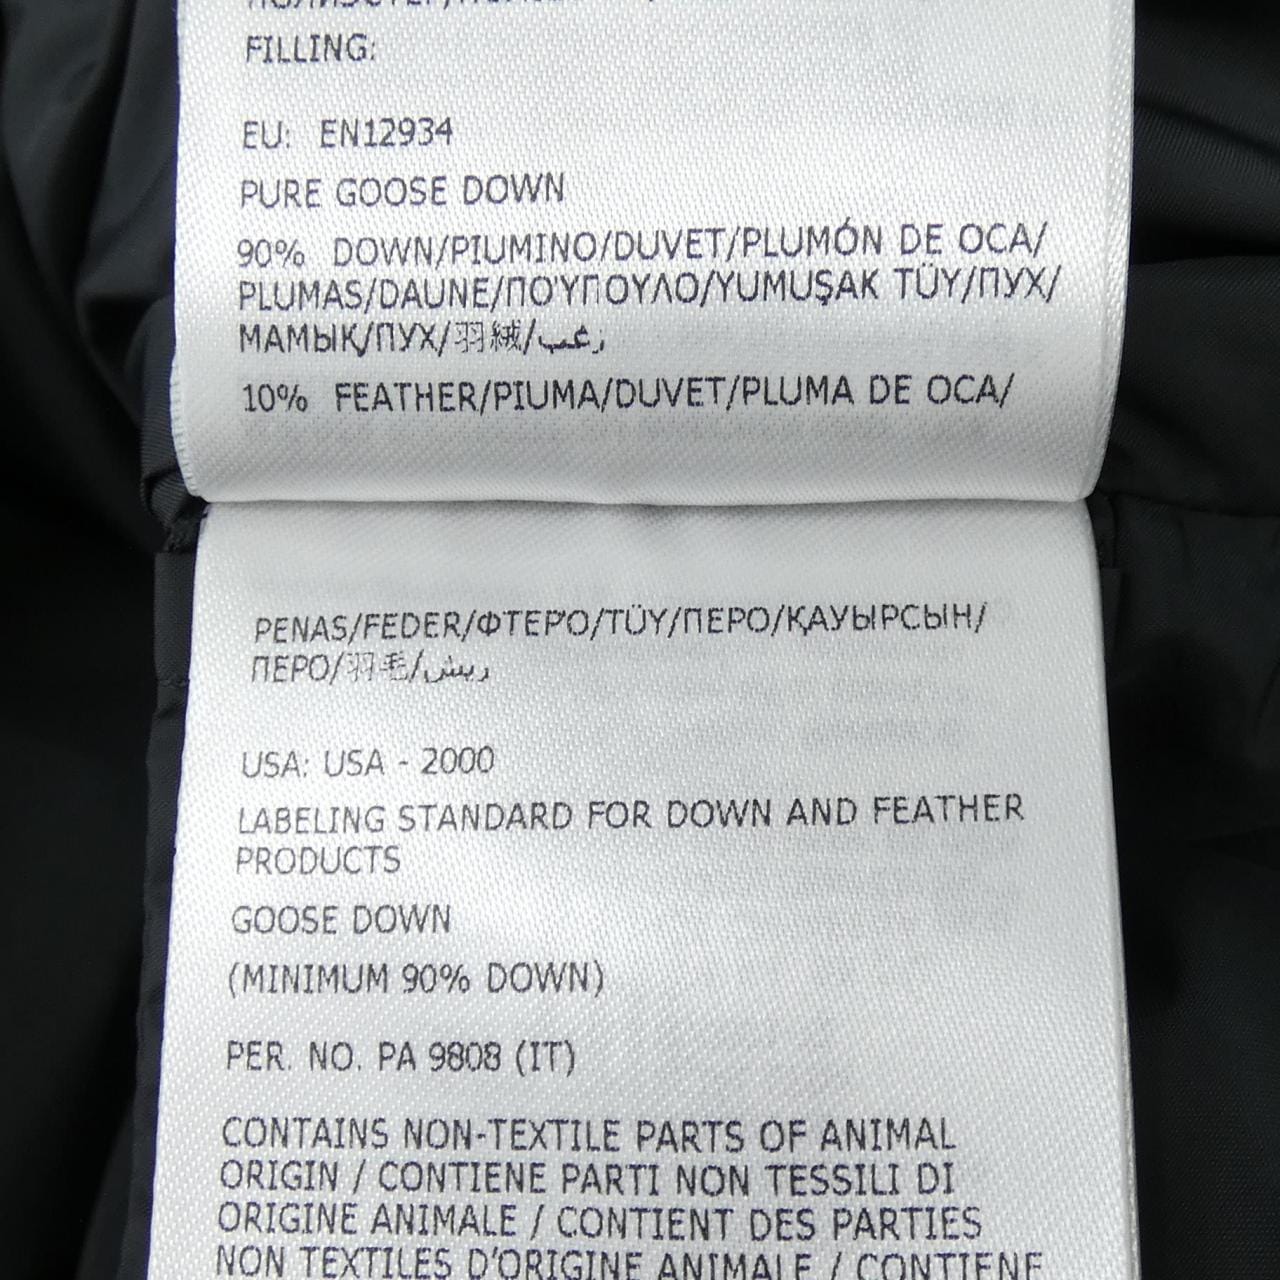 FILLING:
EU: EN12934
PURE GOOSE DOWN
90% DOWN/PIUMINO/DUVET/PLUMÓN DE OCA/
PLUMAS/DAUNE/ΠΟΎΠΟΥΛΟ/YUMUŞAK TÜY/ПУХ/
МАМЫҚ/ПУХ/羽絨/زغب
10% FEATHER/PIUMA/DUVET/PLUMA DE OCA/
PENAS/FEDER/ΦΤΕΡΌ/TÜY/ПЕРО/ҚАУЫРСЫН/
ПЕРО/羽毛/ريش
USA: USA - 2000
LABELING STANDARD FOR DOWN AND FEATHER
PRODUCTS
GOOSE DOWN
(MINIMUM 90% DOWN)
PER. NO. PA 9808 (IT)
CONTAINS NON-TEXTILE PARTS OF ANIMAL
ORIGIN / CONTIENE PARTI NON TESSILI DI
ORIGINE ANIMALE / CONTIENT DES PARTIES
NON TEXTILES D'ORIGINE ANIMALE / CONTIENE